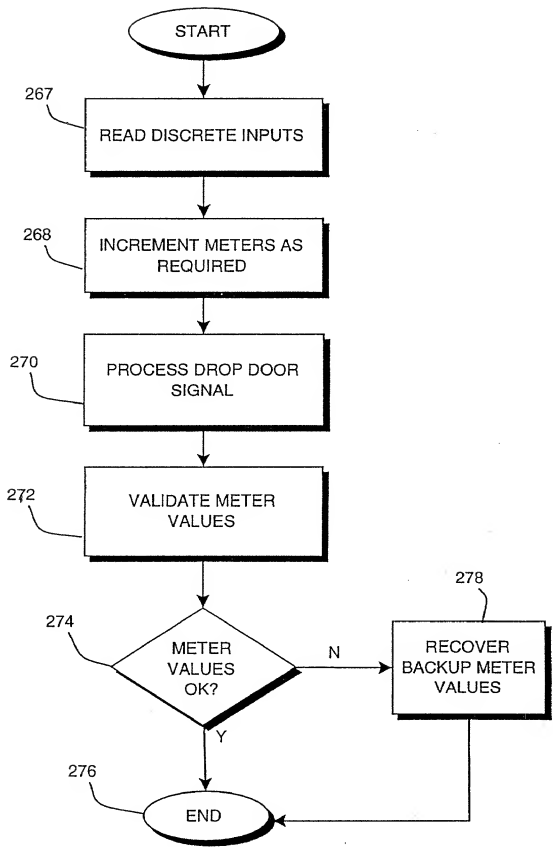 START
267
READ DISCRETE INPUTS
268
INCREMENT METERS AS
REQUIRED
270
PROCESS DROP DOOR
SIGNAL
272
VALIDATE METER
VALUES
274
METER
VALUES
OK?
N
278
RECOVER
BACKUP METER
VALUES
Y
276
END